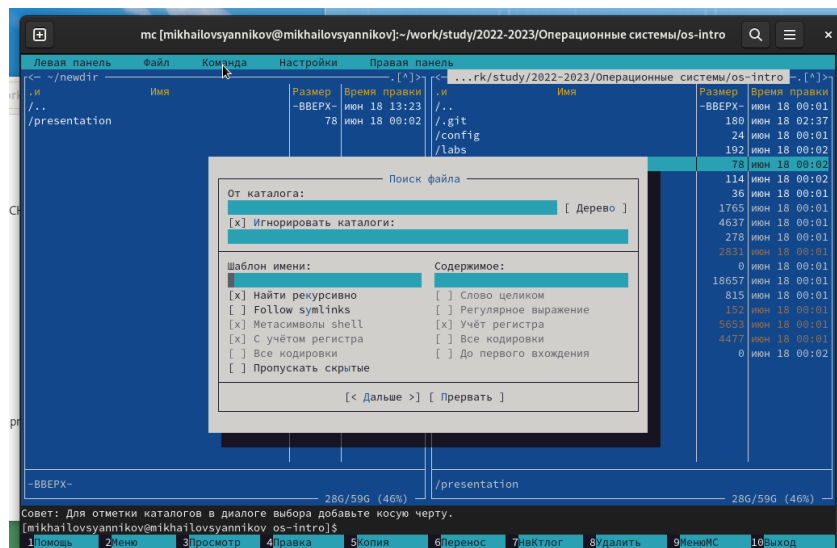 mc [mikhailovsyannikov@mikhailovsyannikov]:~/work/study/2022-2023/Операционные системы/os-intro
Левая панель Файл Команда Настройки Правая панель
<— ~/newdir .[^]>
.и Имя Размер Время правки
/.. -ВВЕРХ- июн 18 13:23
/presentation 78 июн 18 00:02
<— ...rk/study/2022-2023/Операционные системы/os-intro .[^]>
.и Имя Размер Время правки
/.. -ВВЕРХ- июн 18 00:01
/.git 180 июн 18 02:37
/config 24 июн 18 00:01
/labs 192 июн 18 00:02
78 июн 18 00:02
114 июн 18 00:02
36 июн 18 00:01
1765 июн 18 00:01
4637 июн 18 00:01
278 июн 18 00:01
2831 июн 18 00:01
0 июн 18 00:01
18657 июн 18 00:01
815 июн 18 00:01
152 июн 18 00:01
5653 июн 18 00:01
4477 июн 18 00:01
0 июн 18 00:02
Поиск файла
От каталога:
[ Дерево ]
[x] Игнорировать каталоги:
Шаблон имени:
[x] Найти рекурсивно
[ ] Follow symlinks
[x] Метасимволы shell
[x] С учётом регистра
[ ] Все кодировки
[ ] Пропускать скрытые
Содержимое:
[ ] Слово целиком
[ ] Регулярное выражение
[x] Учёт регистра
[ ] Все кодировки
[ ] До первого вхождения
[< Дальше >] [ Прервать ]
-ВВЕРХ-
28G/59G (46%)
/presentation
28G/59G (46%)
Совет: Для отметки каталогов в диалоге выбора добавьте косую черту.
[mikhailovsyannikov@mikhailovsyannikov os-intro]$
1Помощь 2Меню 3Просмотр 4Правка 5Копия 6Перенос 7НвКтлог 8Удалить 9МенюMC 10Выход